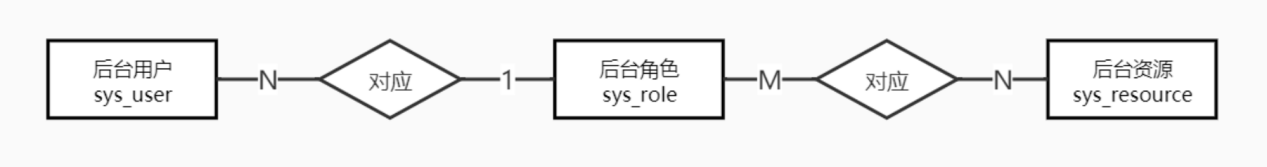 后台用户
sys_user
N
对应
1
后台角色
sys_role
M
对应
N
后台资源
sys_resource